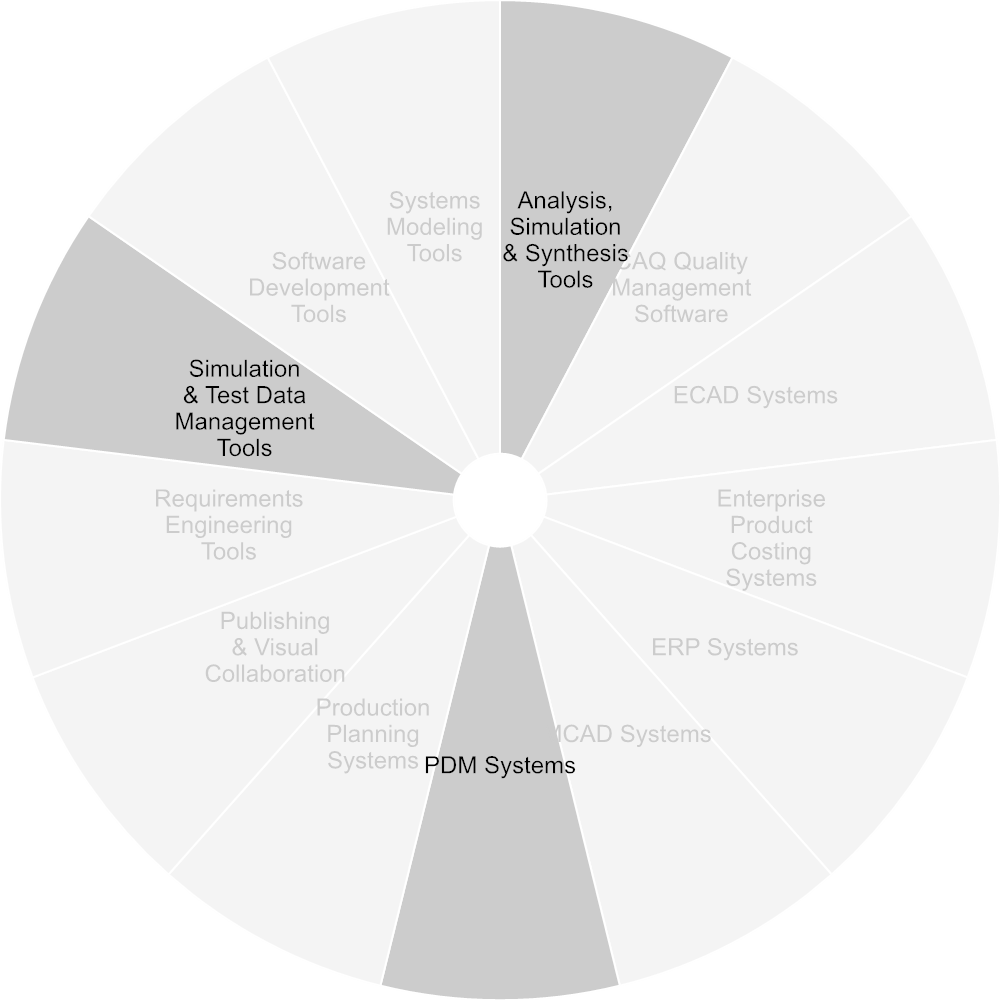 Analysis,
Simulation
& Synthesis
Tools
CAQ Quality
Management
Software
ECAD Systems
Enterprise
Product
Costing
Systems
ERP Systems
MCAD Systems
PDM Systems
Production
Planning
Systems
Publishing
& Visual
Collaboration
Requirements
Engineering
Tools
Simulation
& Test Data
Management
Tools
Software
Development
Tools
Systems
Modeling
Tools